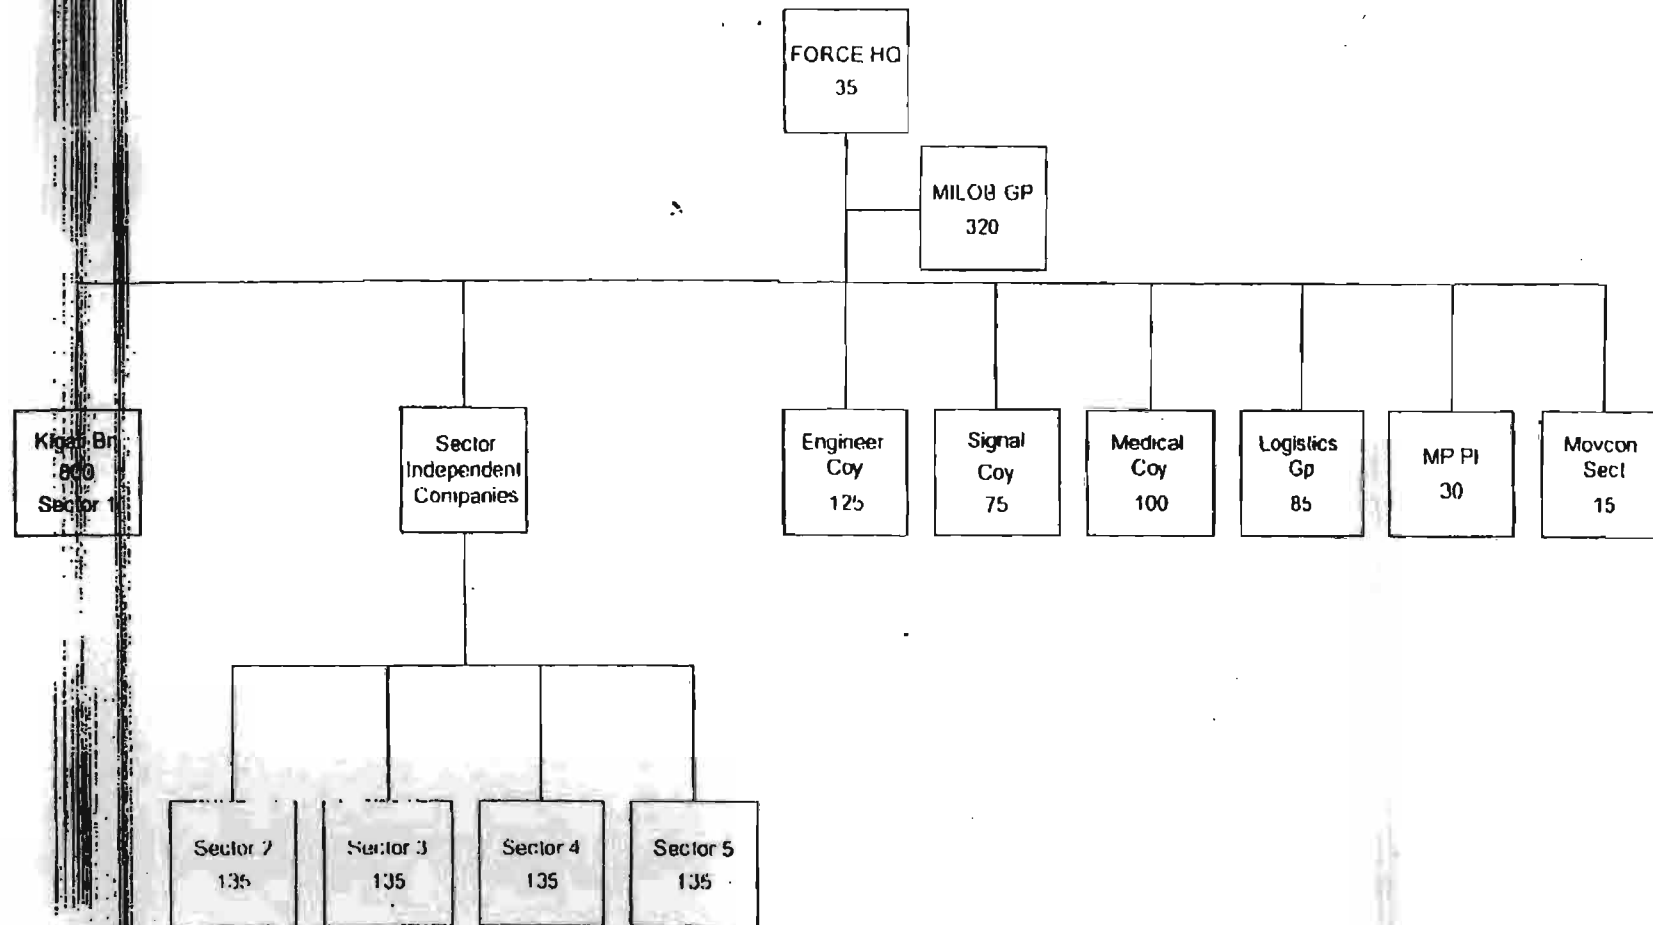 FORCE HQ
35
MILOB GP
320
Kigali Bn
800
Sector 1
Sector
Independent
Companies
Engineer
Coy
125
Signal
Coy
75
Medical
Coy
100
Logistics
Gp
85
MP Pl
30
Movcon
Sect
15
Sector 2
135
Sector 3
135
Sector 4
135
Sector 5
135